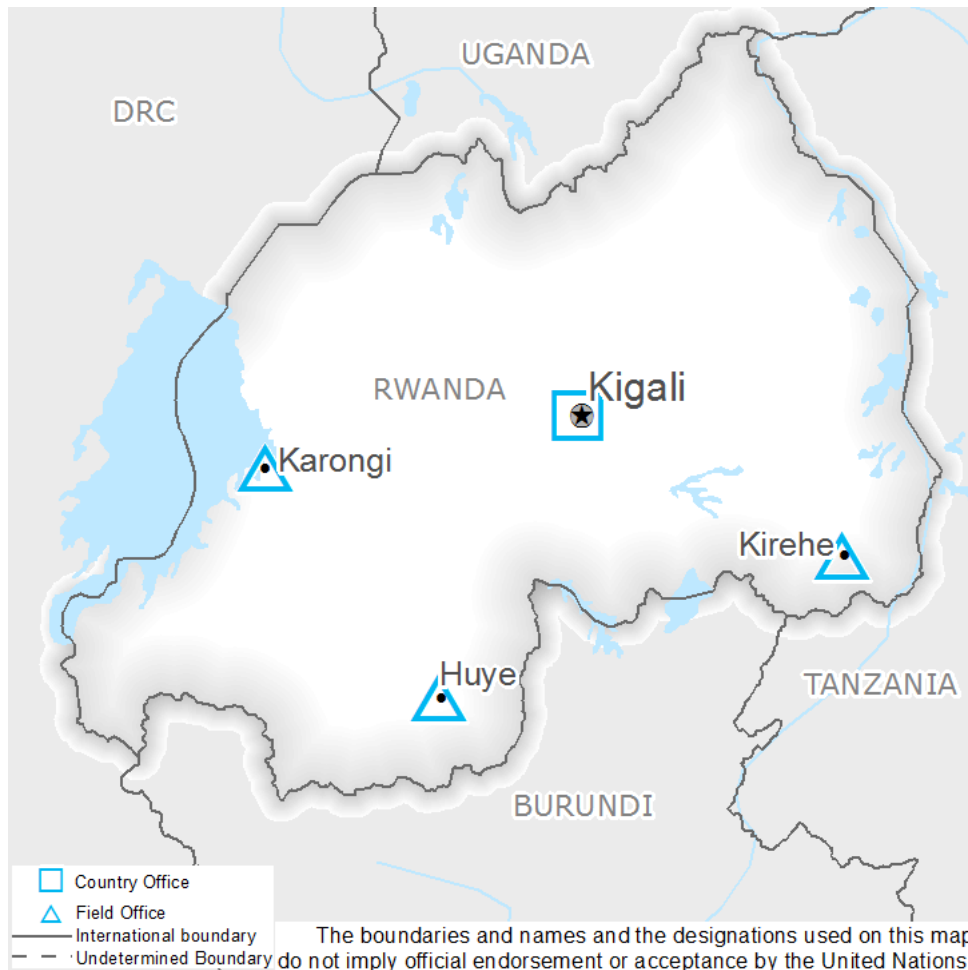 UGANDA
DRC
RWANDA
Kigali
Karongi
Kirehe
Huye
TANZANIA
BURUNDI
Country Office
Field Office
International boundary
Undetermined Boundary
The boundaries and names and the designations used on this map
do not imply official endorsement or acceptance by the United Nations